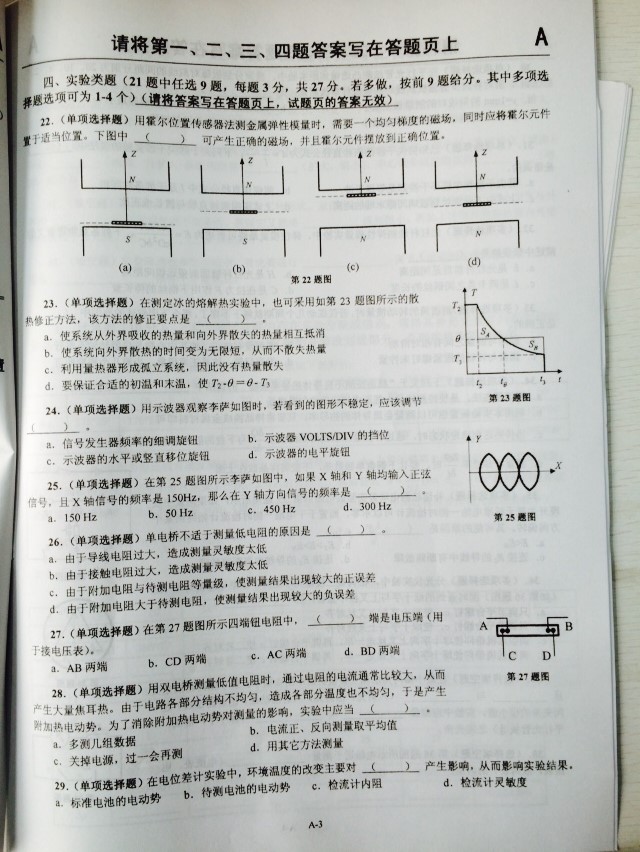 请将第一、二、三、四题答案写在答题页上 A
四、实验类题（21题中任选9题，每题3分，共27分。若多做，按前9题给分。其中多项选
择题选项可为1-4个）（请将答案写在答题页上，试题页的答案无效）
22.（单项选择题）用霍尔位置传感器法测金属弹性模量时，需要一个均匀梯度的磁场，同时应将霍尔元件
置于适当位置。下图中 （ ） 可产生正确的磁场，并且霍尔元件摆放到正确位置。
Z Z Z Z
N N N N
S S N N
(a) (b) (c) (d)
第22题图
23.（单项选择题）在测定冰的熔解热实验中，也可采用如第23题图所示的散
热修正方法，该方法的修正要点是 （ ） 。
a. 使系统从外界吸收的热量和向外界散失的热量相互抵消
b. 使系统向外界散热的时间变为无限短，从而不散失热量
c. 利用量热器形成孤立系统，因此没有热量散失
d. 要保证合适的初温和末温，使 T₂-θ＝θ- T₃
T
T₂
θ
S_A S_B
t₂ t_θ t₃ t
第23题图
24.（单项选择题）用示波器观察李萨如图时，若看到的图形不稳定，应该调节
（ ） 。
a. 信号发生器频率的细调旋钮 b. 示波器 VOLTS/DIV 的挡位
c. 示波器的水平或竖直移位旋钮 d. 示波器的电平旋钮
25.（单项选择题）在第25题图所示李萨如图中，如果X轴和Y轴均输入正弦
信号，且X轴信号的频率是150Hz，那么在Y轴方向信号的频率是 （ ） 。
a. 150 Hz b. 50 Hz c. 450 Hz d. 300 Hz
Y
X
第25题图
26.（单项选择题）单电桥不适于测量低电阻的原因是 （ ） 。
a. 由于导线电阻过大，造成测量灵敏度太低
b. 由于接触电阻过大，造成测量灵敏度太低
c. 由于附加电阻与待测电阻等量级，使测量结果出现较大的正误差
d. 由于附加电阻大于待测电阻，使测量结果出现较大的负误差
27.（单项选择题）在第27题图所示四端钮电阻中， （ ） 端是电压端（用
于接电压表）。
a. AB 两端 b. CD 两端 c. AC 两端 d. BD 两端
A B
C D
第27题图
28.（单项选择题）用双电桥测量低值电阻时，通过电阻的电流通常比较大，从而
产生大量焦耳热。由于电路各部分结构不均匀，造成各部分温度也不均匀，于是产生
附加热电动势。为了消除附加热电动势对测量的影响，实验中应当 （ ） 。
a. 多测几组数据 b. 电流正、反向测量取平均值
c. 关掉电源，过一会再测 d. 用其它方法测量
29.（单项选择题）在电位差计实验中，环境温度的改变主要对 （ ） 产生影响，从而影响实验结果。
a. 标准电池的电动势 b. 待测电池的电动势 c. 检流计内阻 d. 检流计灵敏度
A-3